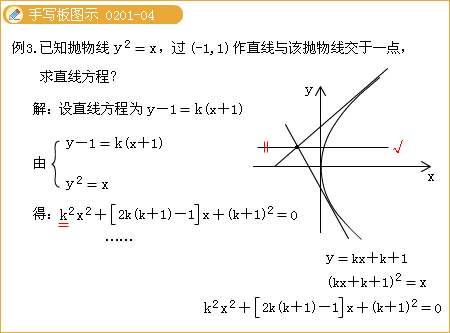 手写板图示 0201-04
例3.已知抛物线 y²=x，过 (-1,1) 作直线与该抛物线交于一点，
求直线方程？
解：设直线方程为 y-1=k(x+1)
由 { y-1=k(x+1)
y²=x
得：k²x²+[2k(k+1)-1]x+(k+1)²=0
……
y
x
y=kx+k+1
(kx+k+1)²=x
k²x²+[2k(k+1)-1]x+(k+1)²=0